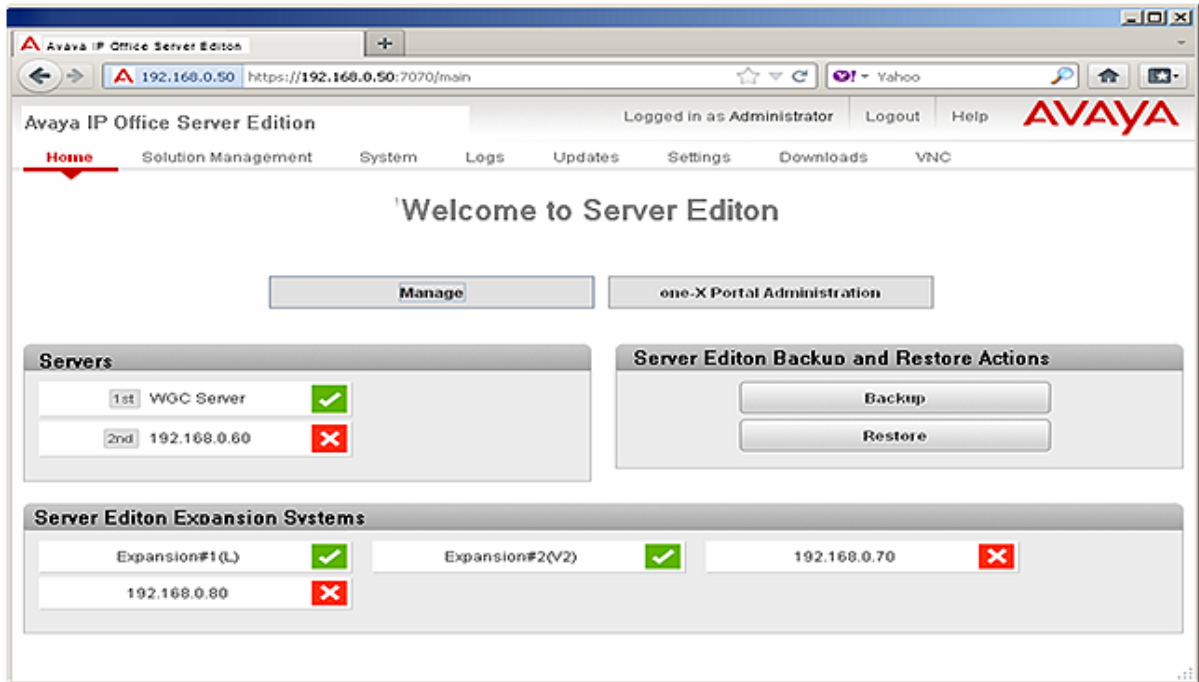 Avaya IP Office Server Editon
192.168.0.50 https://192.168.0.50:7070/main
Yahoo
Avaya IP Office Server Edition
Logged in as Administrator Logout Help AVAYA
Home Solution Management System Logs Updates Settings Downloads VNC
Welcome to Server Editon
Manage one-X Portal Administration
Servers
1st WGC Server
2nd 192.168.0.60
Server Editon Backup and Restore Actions
Backup
Restore
Server Editon Expansion Systems
Expansion#1(L) Expansion#2(V2) 192.168.0.70
192.168.0.80